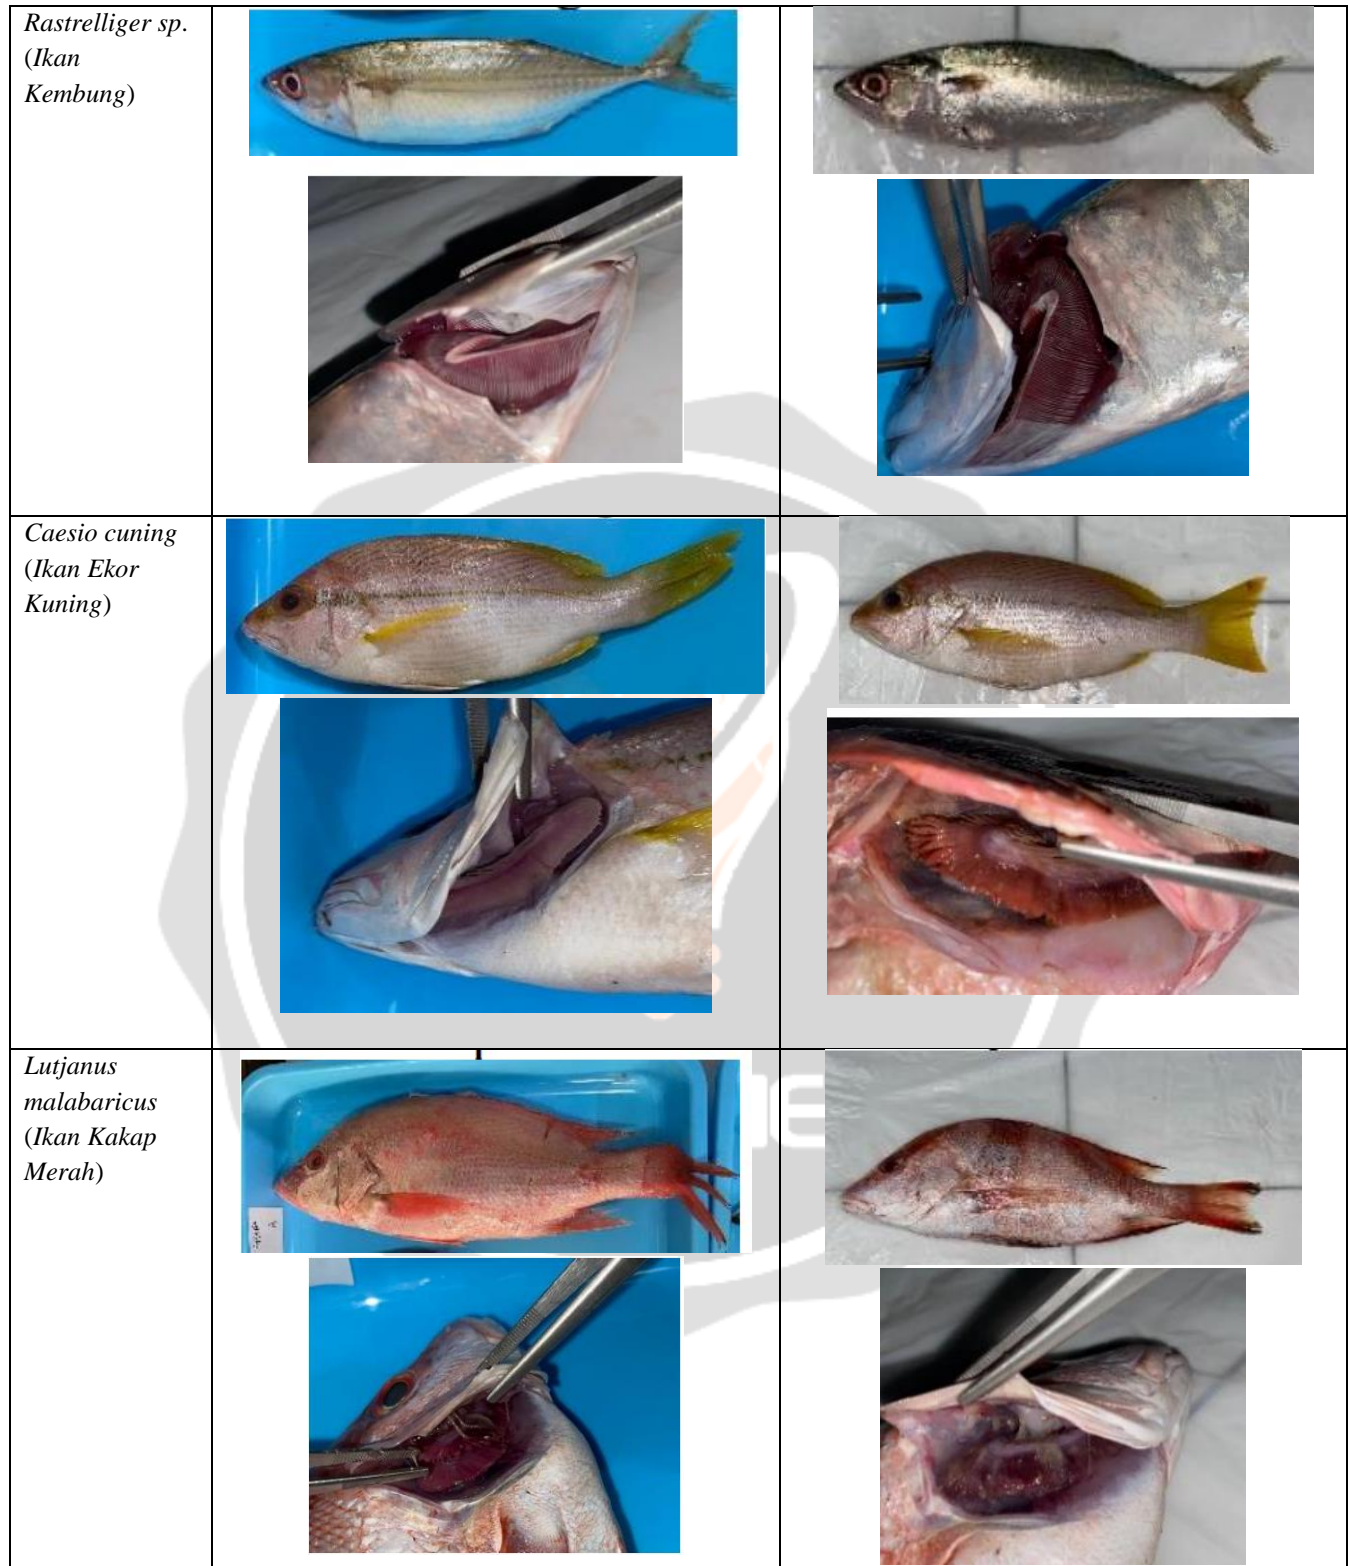 Rastrelliger sp.
(Ikan
Kembung)
Caesio cuning
(Ikan Ekor
Kuning)
Lutjanus
malabaricus
(Ikan Kakap
Merah)